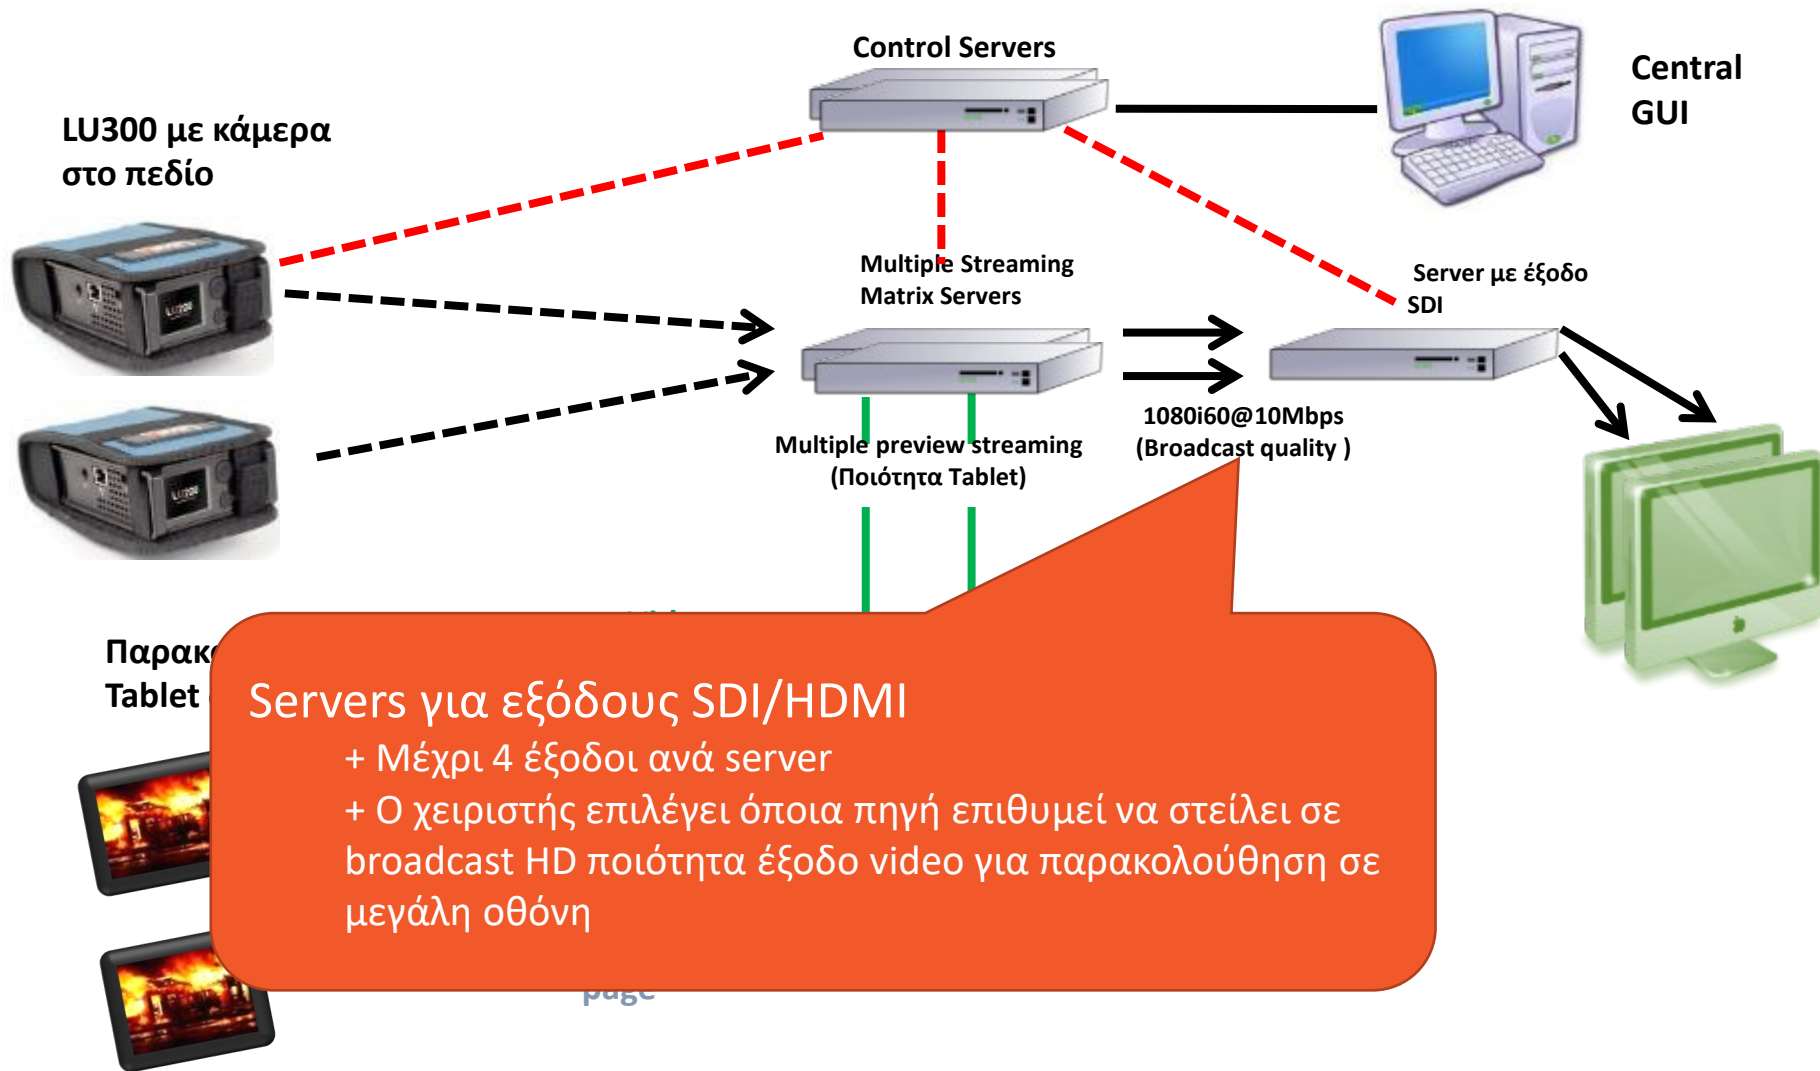 Control Servers
Central
GUI
LU300 με κάμερα
στο πεδίο
Multiple Streaming
Matrix Servers
Server με έξοδο
SDI
1080i60@10Mbps
(Broadcast quality )
Multiple preview streaming
(Ποιότητα Tablet)
Tablet
Servers για εξόδους SDI/HDMI
+ Μέχρι 4 έξοδοι ανά server
+ Ο χειριστής επιλέγει όποια πηγή επιθυμεί να στείλει σε
broadcast HD ποιότητα έξοδο video για παρακολούθηση σε
μεγάλη οθόνη
page